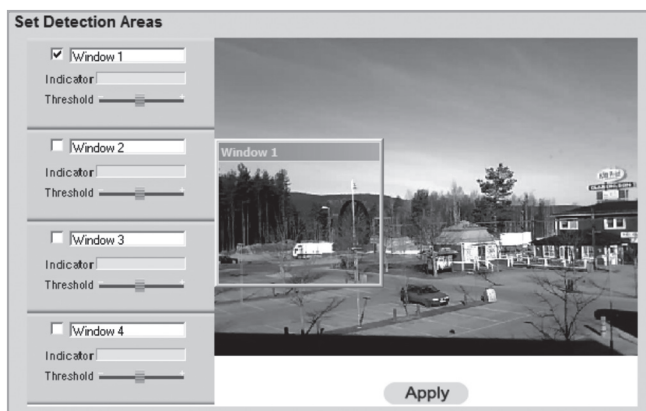 Set Detection Areas
Window 1
Indicator
Threshold - +
Window 2
Indicator
Threshold - +
Window 3
Indicator
Threshold - +
Window 4
Indicator
Threshold - +
Window 1
Apply